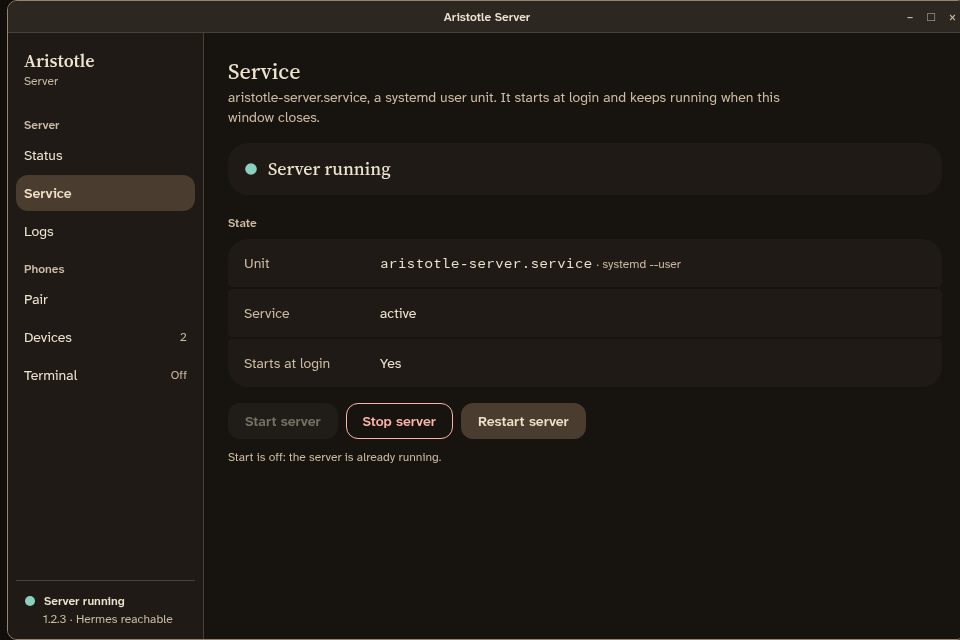 Aristotle Server
Aristotle
Server
Server
Status
Service
Logs
Phones
Pair
Devices 2
Terminal Off
Server running
1.2.3 · Hermes reachable
Service
aristotle-server.service, a systemd user unit. It starts at login and keeps running when this
window closes.
Server running
State
Unit aristotle-server.service · systemd --user
Service active
Starts at login Yes
Start server Stop server Restart server
Start is off: the server is already running.